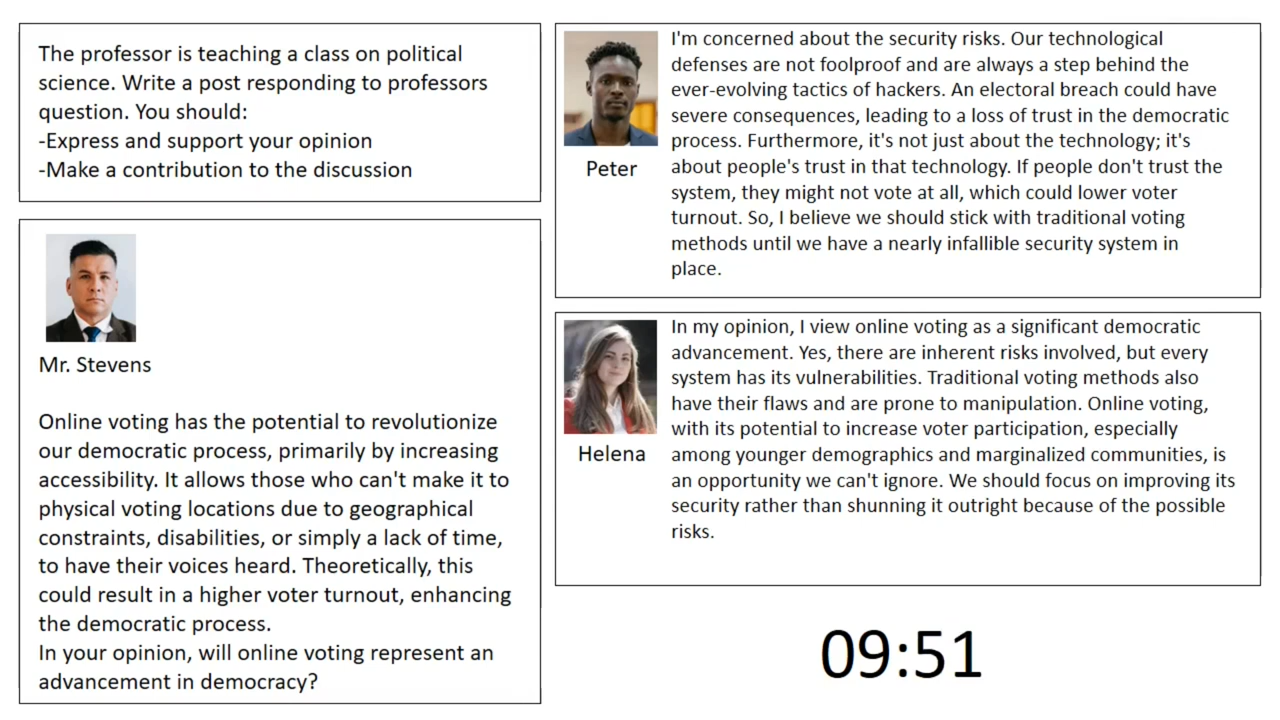 The professor is teaching a class on political
science. Write a post responding to professors
question. You should:
-Express and support your opinion
-Make a contribution to the discussion
Mr. Stevens
Online voting has the potential to revolutionize
our democratic process, primarily by increasing
accessibility. It allows those who can't make it to
physical voting locations due to geographical
constraints, disabilities, or simply a lack of time,
to have their voices heard. Theoretically, this
could result in a higher voter turnout, enhancing
the democratic process.
In your opinion, will online voting represent an
advancement in democracy?
I'm concerned about the security risks. Our technological
defenses are not foolproof and are always a step behind the
ever-evolving tactics of hackers. An electoral breach could have
severe consequences, leading to a loss of trust in the democratic
process. Furthermore, it's not just about the technology; it's
about people's trust in that technology. If people don't trust the
system, they might not vote at all, which could lower voter
turnout. So, I believe we should stick with traditional voting
methods until we have a nearly infallible security system in
place.
Peter
In my opinion, I view online voting as a significant democratic
advancement. Yes, there are inherent risks involved, but every
system has its vulnerabilities. Traditional voting methods also
have their flaws and are prone to manipulation. Online voting,
with its potential to increase voter participation, especially
among younger demographics and marginalized communities, is
an opportunity we can't ignore. We should focus on improving its
security rather than shunning it outright because of the possible
risks.
Helena
09:51